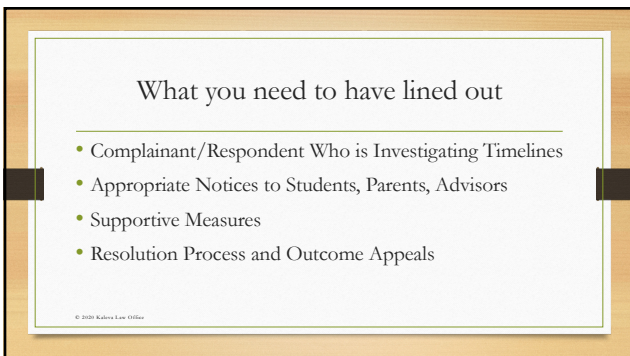 What you need to have lined out
• Complainant/Respondent Who is Investigating Timelines
• Appropriate Notices to Students, Parents, Advisors
• Supportive Measures
• Resolution Process and Outcome Appeals
© 2020 Kaleva Law Office